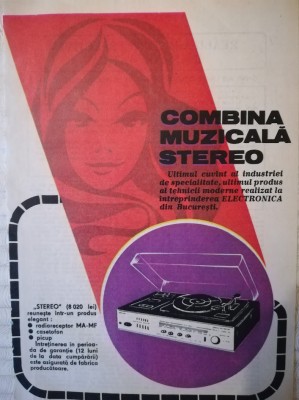 COMBINA
MUZICALĂ
STEREO
Ultimul cuvînt al industriei
de specialitate, ultimul produs
al tehnicii moderne realizat la
întreprinderea ELECTRONICA
din București.
„STEREO” (8 020 lei)
reunește într-un produs
elegant:
● radioreceptor MA-MF
● casetofon
● picup
Întreținerea în perioa-
da de garanție (12 luni
de la data cumpărării)
este asigurată de fabrica
producătoare.